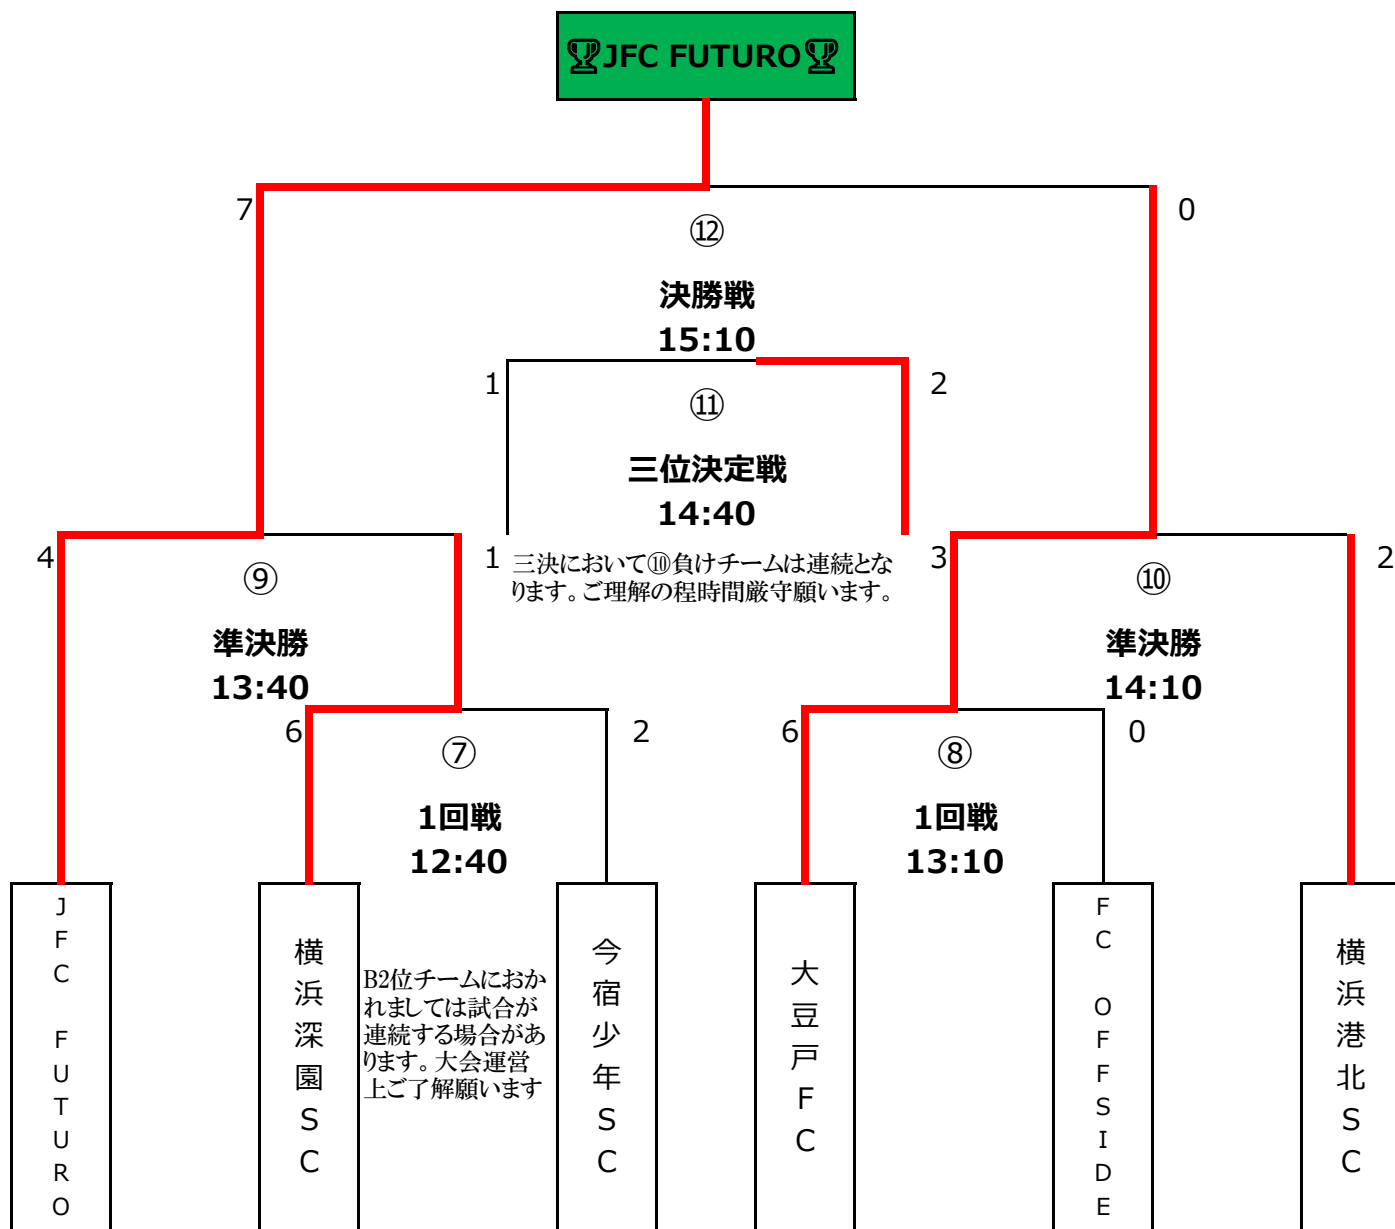 🏆JFC FUTURO🏆
7
0
⑫
決勝戦
15:10
1
2
⑪
三位決定戦
14:40
4
1
三決において⑩負けチームは連続とな
ります。ご理解の程時間厳守願います。
3
2
⑨
⑩
準決勝
13:40
準決勝
14:10
6
2
6
0
⑦
⑧
1回戦
12:40
1回戦
13:10
JFC FUTURO
横浜深園SC
B2位チームにおか
れましては試合が
連続する場合があ
ります。大会運営
上ご了解願います
今宿少年SC
大豆戸FC
FC OFFSIDE
横浜港北SC